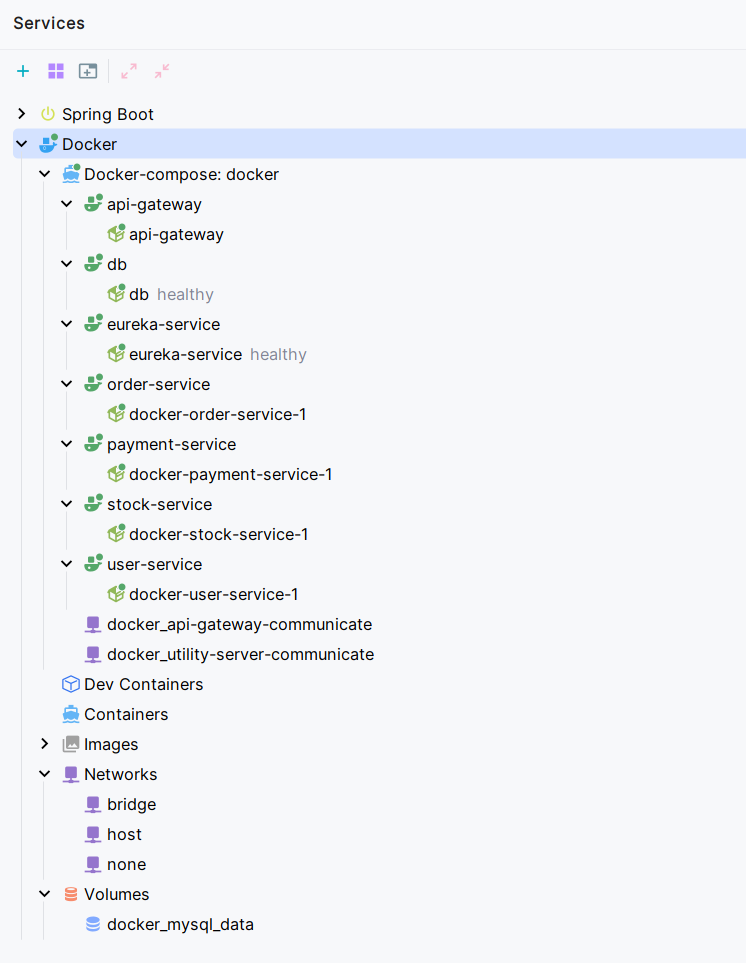 Services
Spring Boot
Docker
Docker-compose: docker
api-gateway
api-gateway
db
db healthy
eureka-service
eureka-service healthy
order-service
docker-order-service-1
payment-service
docker-payment-service-1
stock-service
docker-stock-service-1
user-service
docker-user-service-1
docker_api-gateway-communicate
docker_utility-server-communicate
Dev Containers
Containers
Images
Networks
bridge
host
none
Volumes
docker_mysql_data